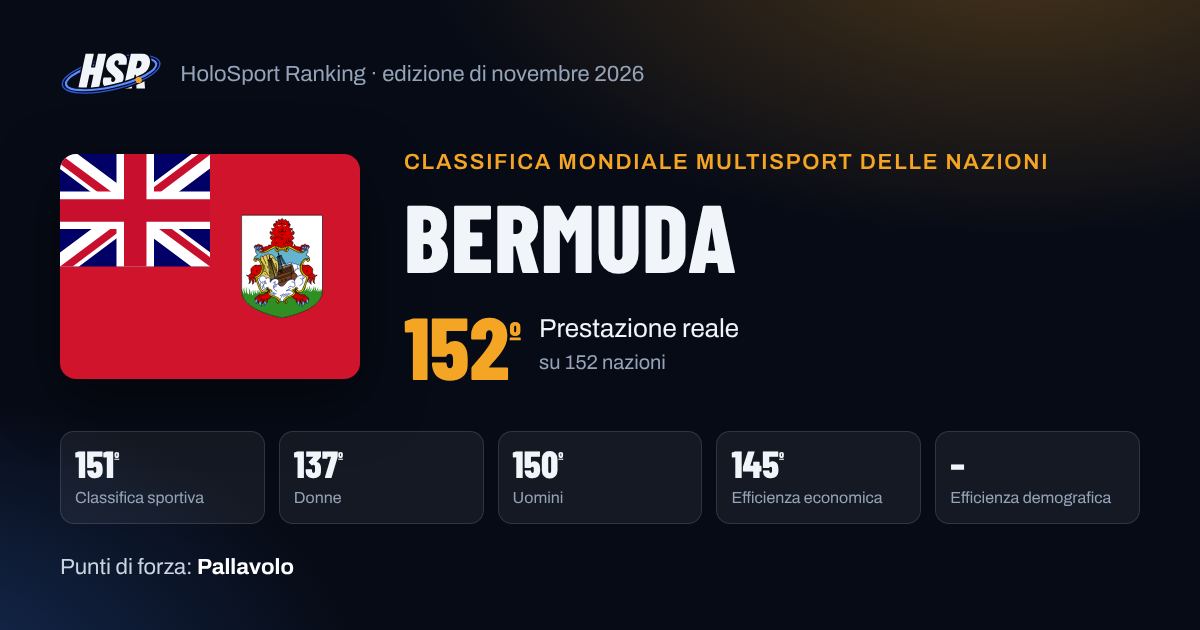 HSR
HoloSport Ranking · edizione di novembre 2026
CLASSIFICA MONDIALE MULTISPORT DELLE NAZIONI
BERMUDA
152º
Prestazione reale
su 152 nazioni
151º
Classifica sportiva
137º
Donne
150º
Uomini
145º
Efficienza economica
–
Efficienza demografica
Punti di forza: Pallavolo